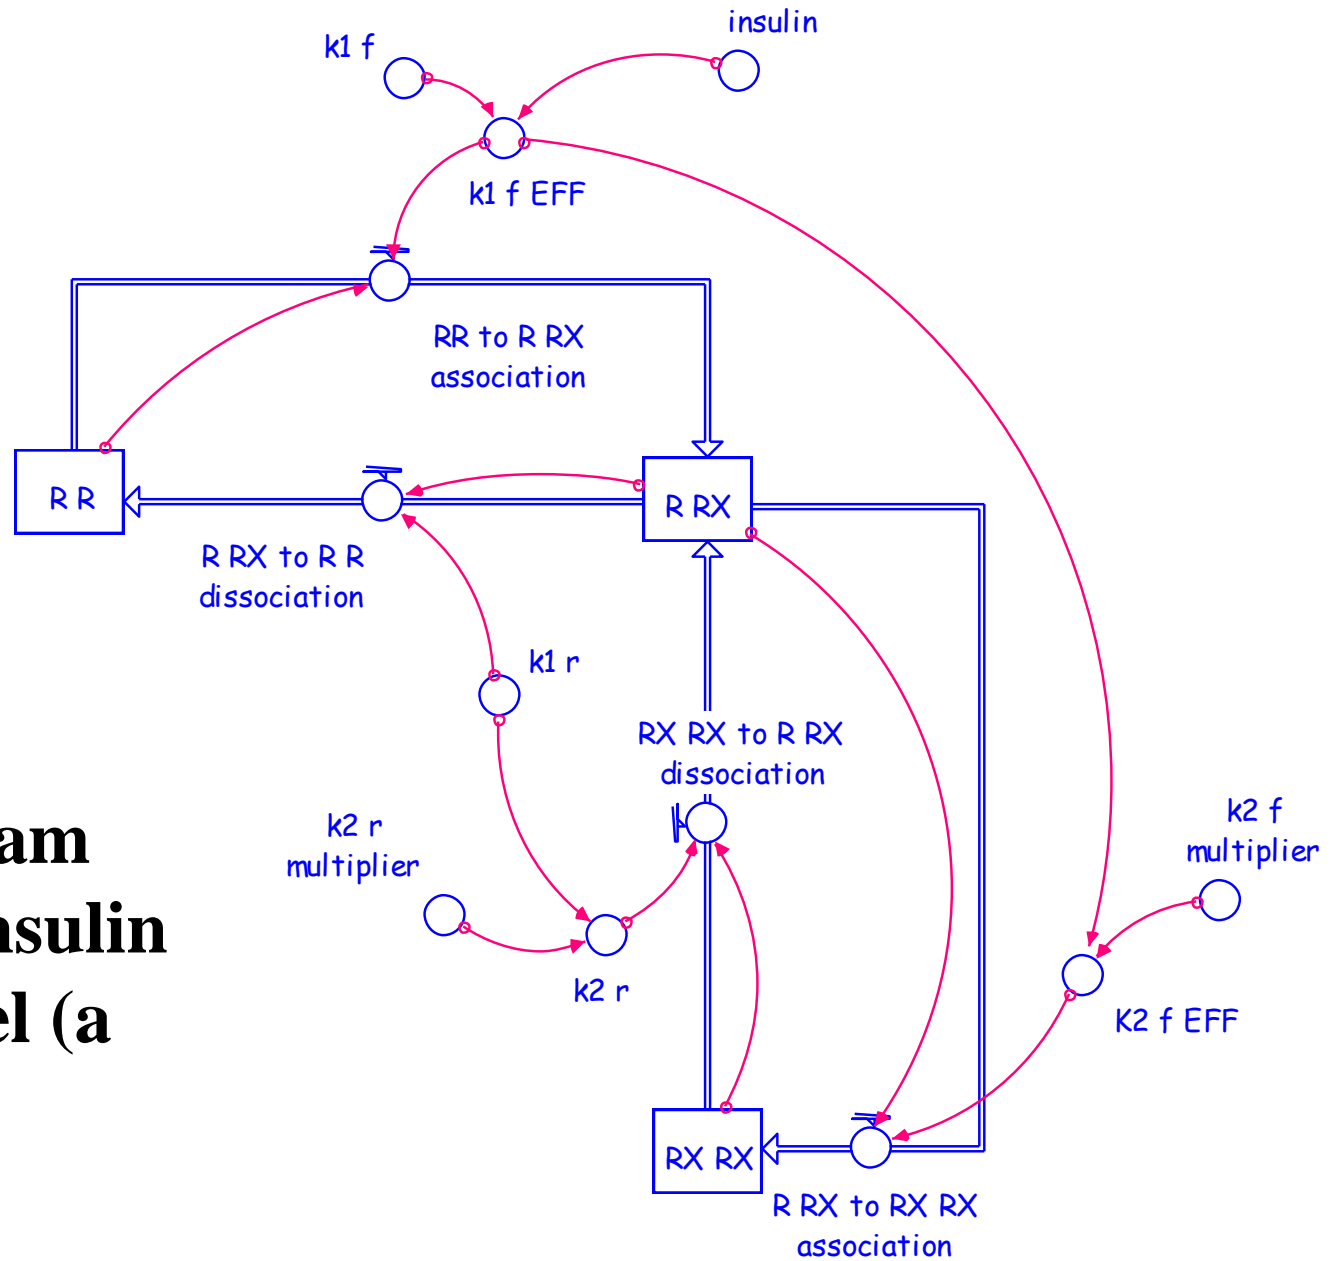 insulin
k1 f
k1 f EFF
RR to R RX
association
R R
R RX
R RX to R R
dissociation
k1 r
RX RX to R RX
dissociation
k2 r
multiplier
k2 f
multiplier
k2 r
K2 f EFF
RX RX
R RX to RX RX
association
am
nsulin
el (a